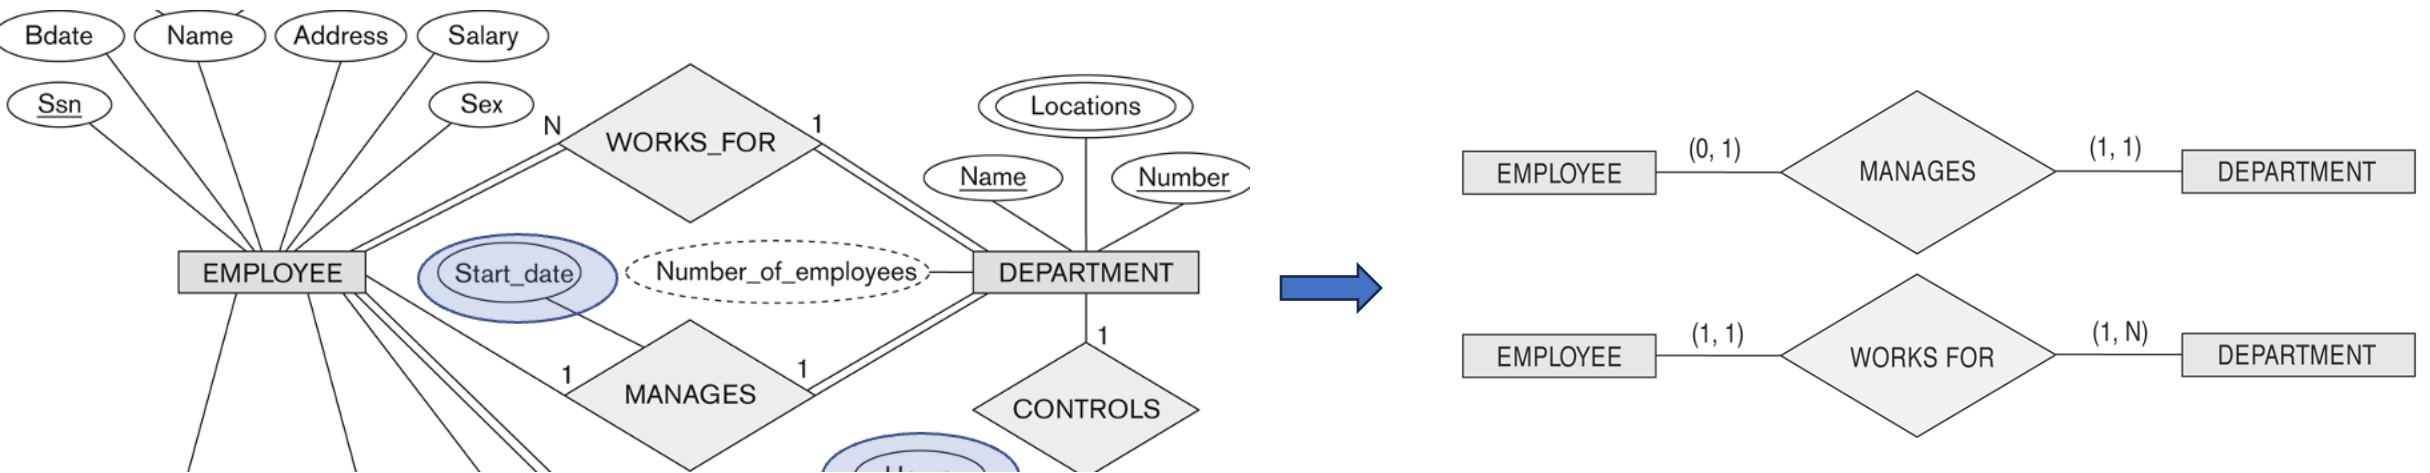 Bdate
Name
Address
Salary
Ssn
Sex
N
WORKS_FOR
1
Locations
Name
Number
EMPLOYEE
Start_date
Number_of_employees
DEPARTMENT
1
MANAGES
1
1
CONTROLS
EMPLOYEE
(0, 1)
MANAGES
(1, 1)
DEPARTMENT
EMPLOYEE
(1, 1)
WORKS FOR
(1, N)
DEPARTMENT